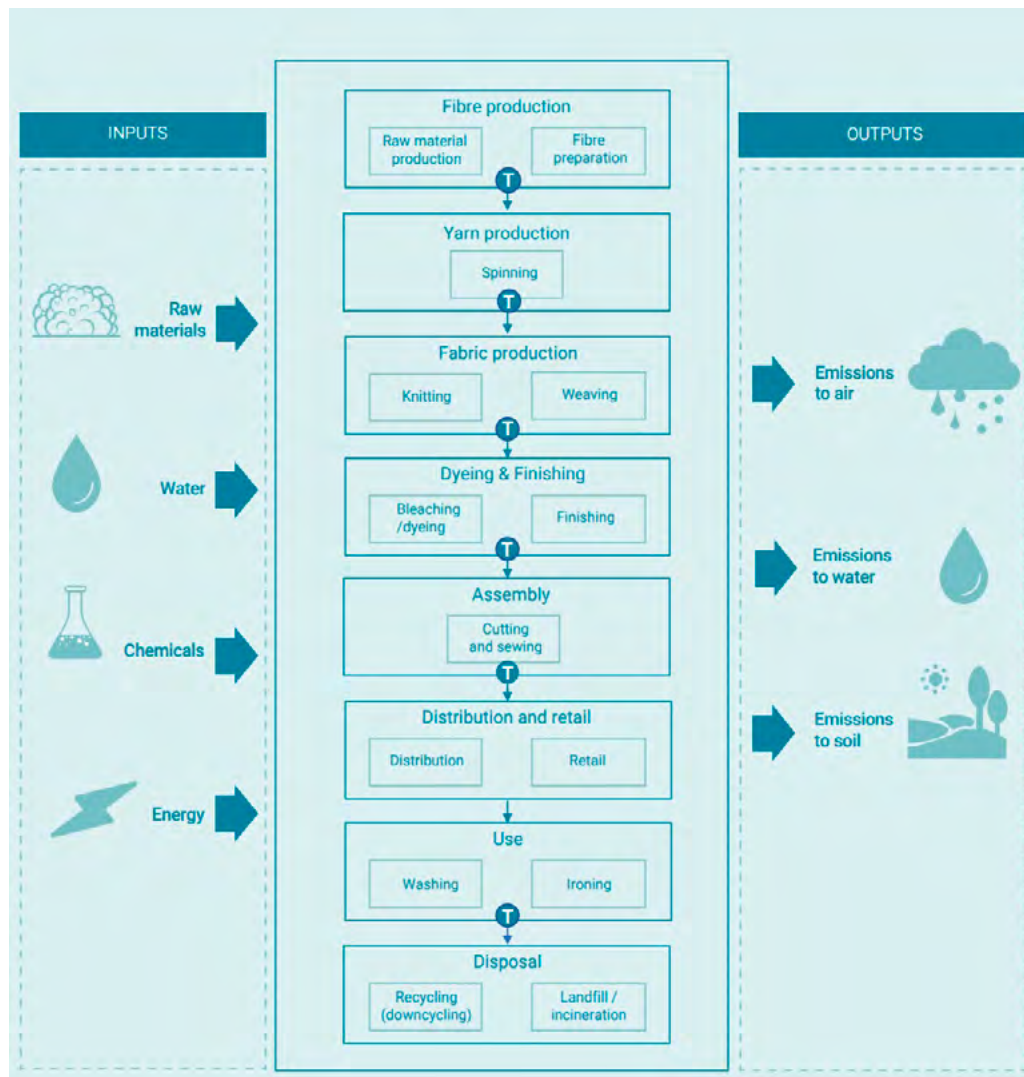 INPUTS
Raw
materials
Water
Chemicals
Energy
Fibre production
Raw material
production
Fibre
preparation
T
Yarn production
Spinning
T
Fabric production
Knitting
Weaving
T
Dyeing & Finishing
Bleaching
/dyeing
Finishing
T
Assembly
Cutting
and sewing
T
Distribution and retail
Distribution
Retail
Use
Washing
Ironing
T
Disposal
Recycling
(downcycling)
Landfill /
incineration
OUTPUTS
Emissions
to air
Emissions
to water
Emissions
to soil